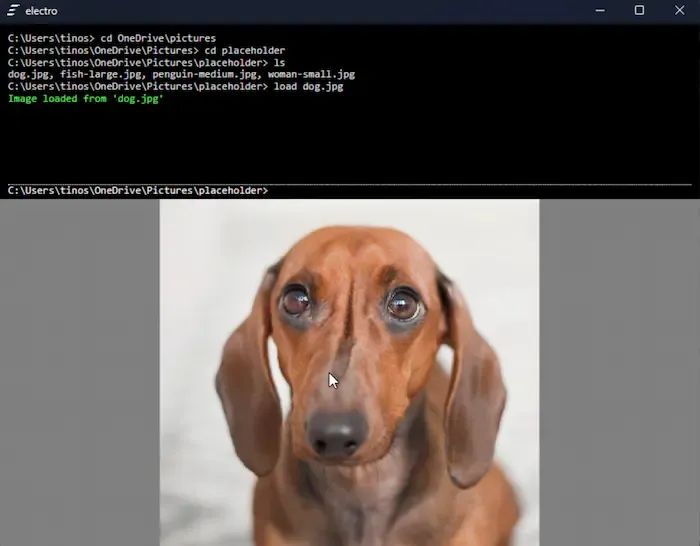 electro
C:\Users\tinos> cd OneDrive\pictures
C:\Users\tinos\OneDrive\Pictures> cd placeholder
C:\Users\tinos\OneDrive\Pictures\placeholder> ls
dog.jpg, fish-large.jpg, penguin-medium.jpg, woman-small.jpg
C:\Users\tinos\OneDrive\Pictures\placeholder> load dog.jpg
Image loaded from 'dog.jpg'
C:\Users\tinos\OneDrive\Pictures\placeholder>